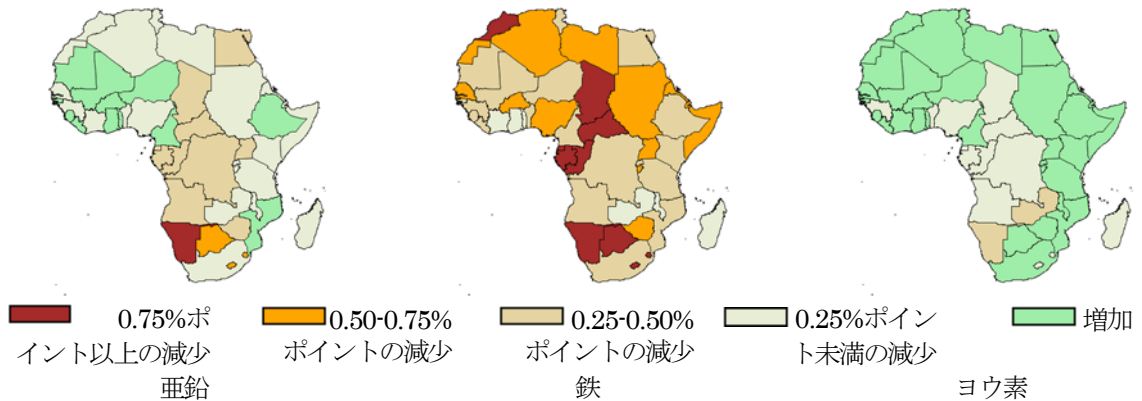 0.75%ポ
イント以上の減少
0.50-0.75%
ポイントの減少
0.25-0.50%
ポイントの減少
0.25%ポイン
ト未満の減少
増加
亜鉛
鉄
ヨウ素